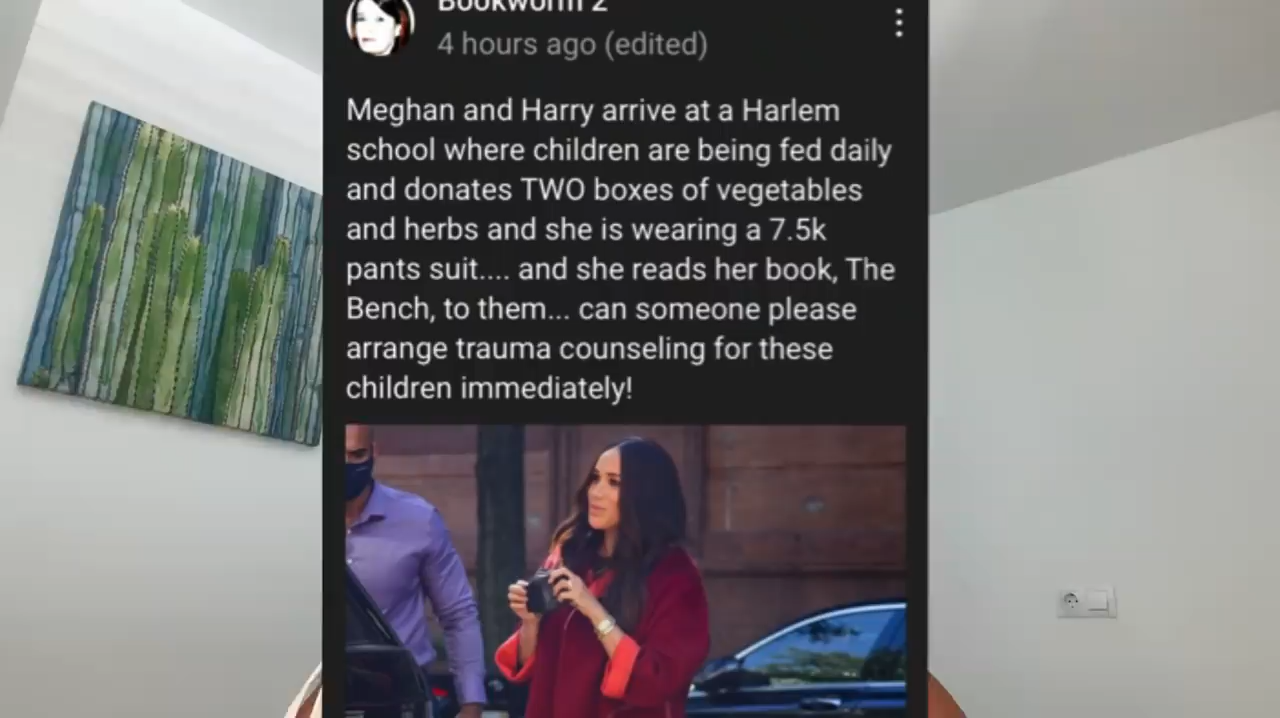 Bookworm 2
4 hours ago (edited)
Meghan and Harry arrive at a Harlem
school where children are being fed daily
and donates TWO boxes of vegetables
and herbs and she is wearing a 7.5k
pants suit.... and she reads her book, The
Bench, to them... can someone please
arrange trauma counseling for these
children immediately!